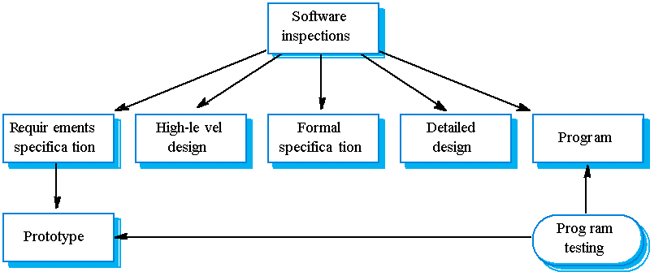 Software
inspections
Requir ements
specifica tion
High-le vel
design
Formal
specifica tion
Detailed
design
Program
Prototype
Prog ram
testing